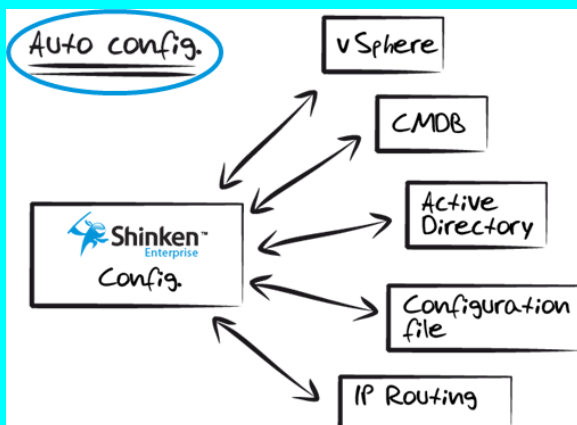 Auto config.
vSphere
CMDB
Active
Directory
Shinken™
Enterprise
Config.
Configuration
file
IP Routing